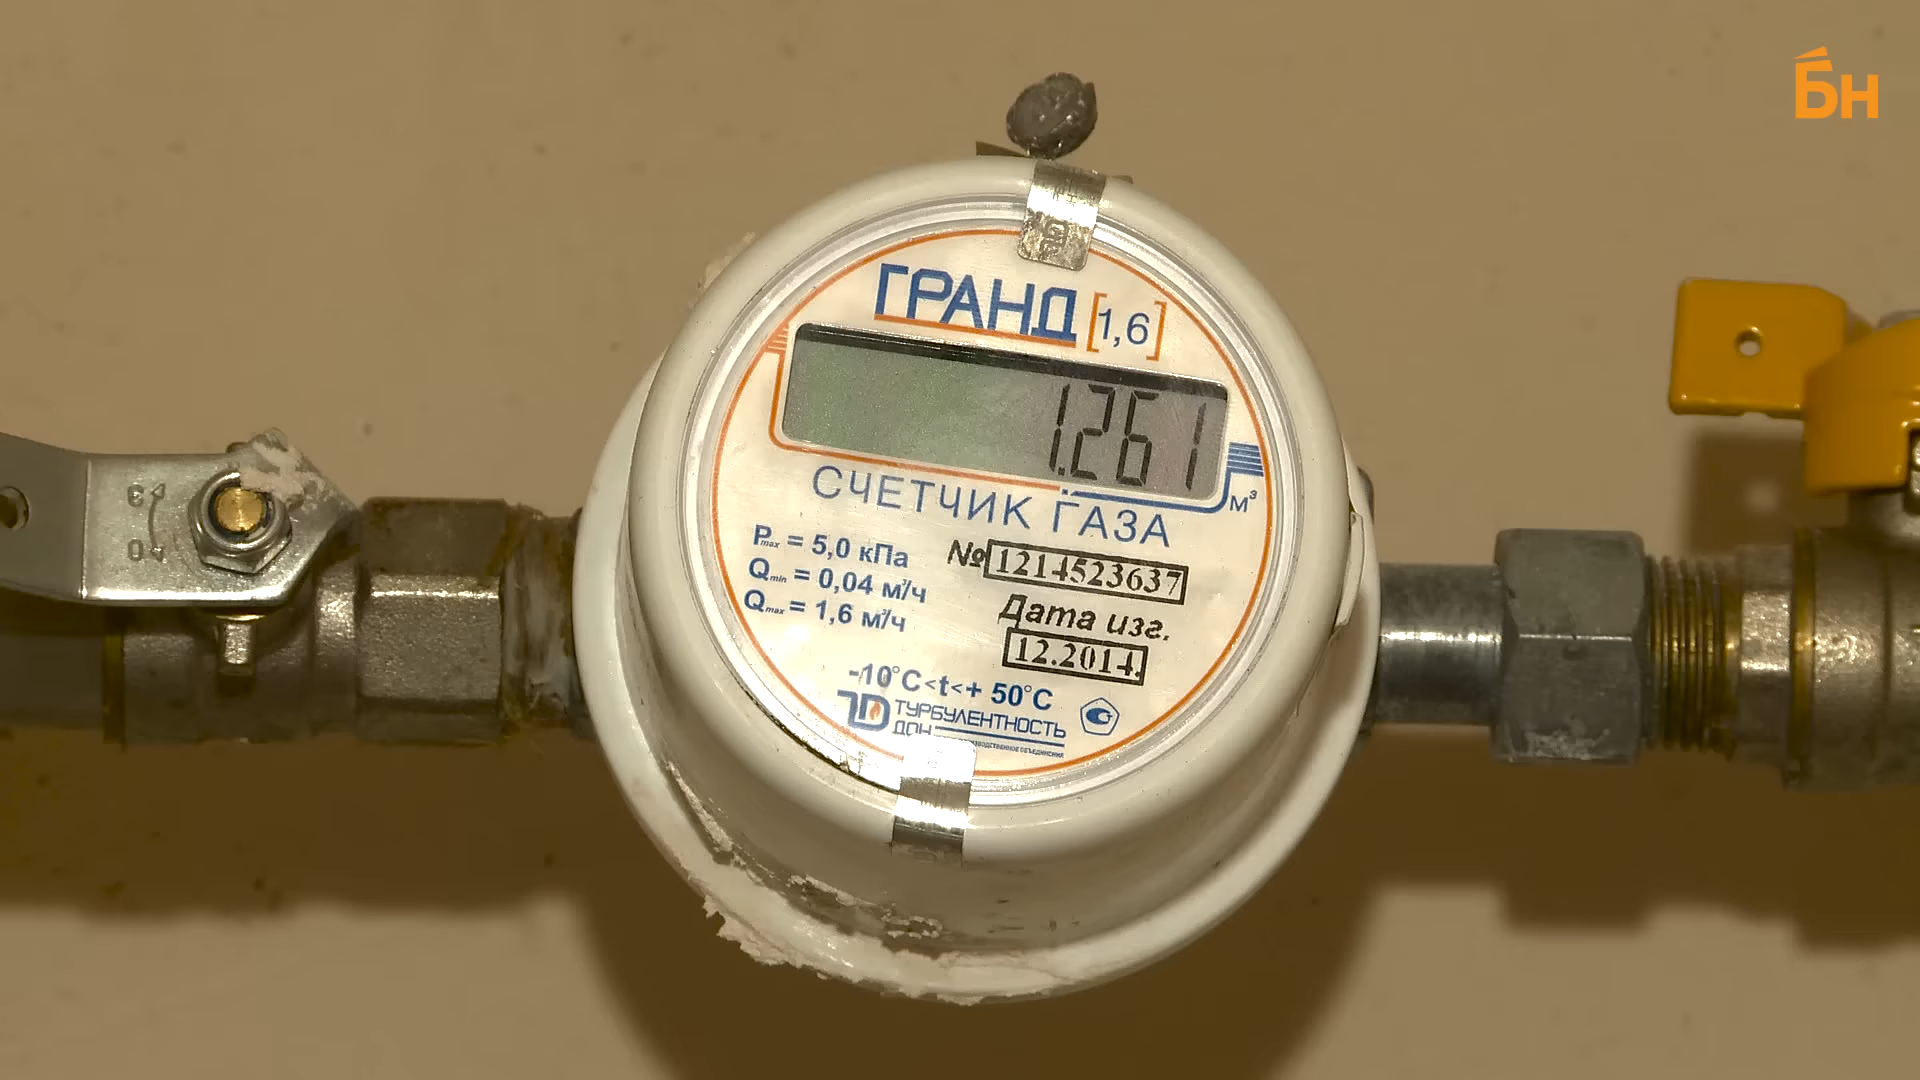 БН
ГРАНД [1,6]
1.261
м³
СЧЕТЧИК ГАЗА
Pmax = 5,0 кПа
Qmin = 0,04 м³/ч
Qmax = 1,6 м³/ч
№ 1214523637
Дата изг.
12.2014.
-10°C<t<+ 50°C
ТУРБУЛЕНТНОСТЬ
ДОН